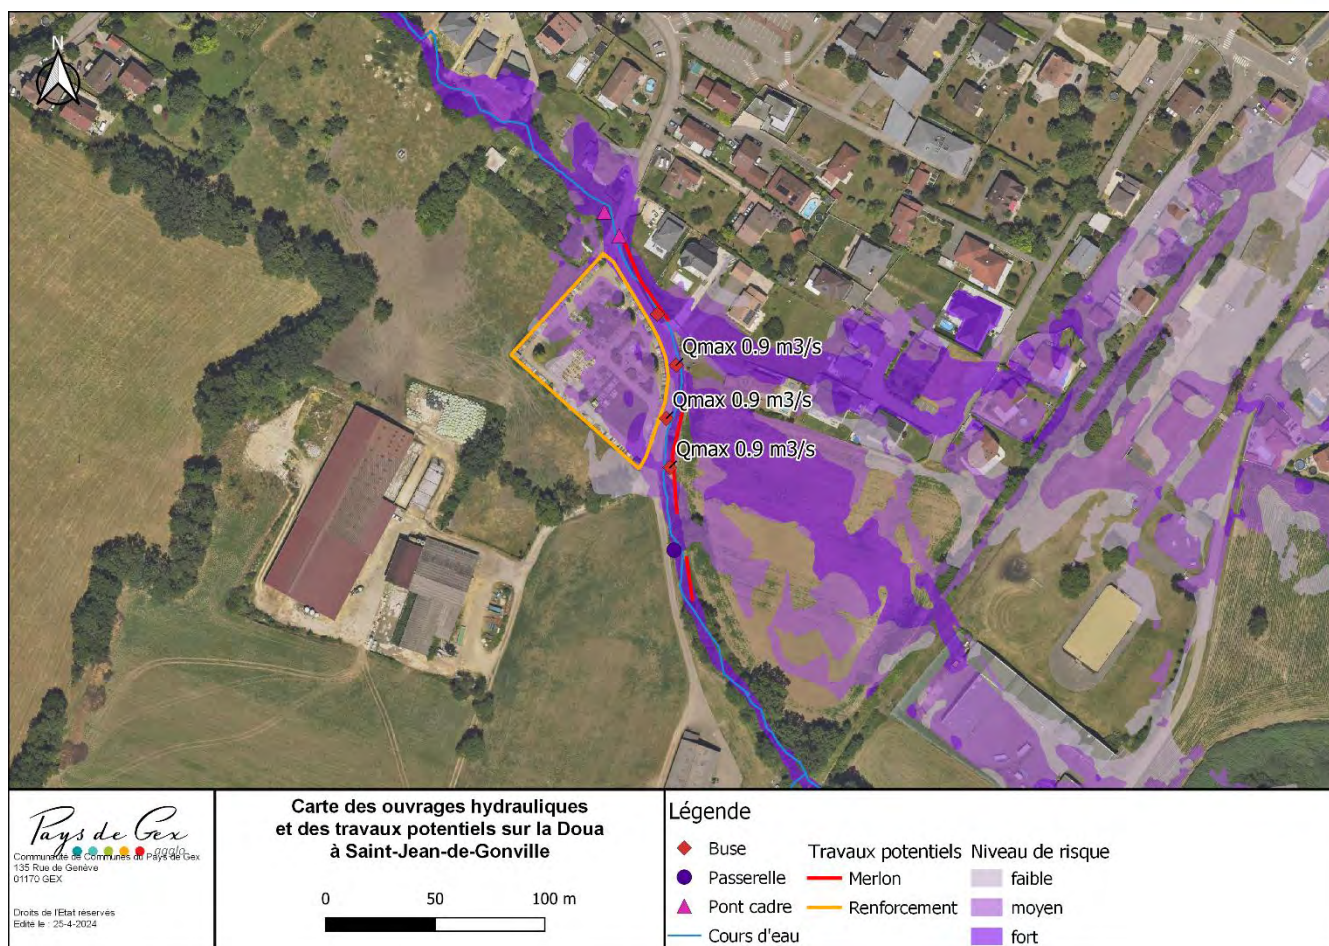 N
Qmax 0.9 m3/s
Qmax 0.9 m3/s
Qmax 0.9 m3/s
Pays de Gex
agglo
Communauté de Communes du Pays de Gex
135 Rue de Genève
01170 GEX
Droits de l'Etat réservés
Edité le : 25-4-2024
Carte des ouvrages hydrauliques
et des travaux potentiels sur la Doua
à Saint-Jean-de-Gonville
0 50 100 m
Légende
Buse
Passerelle
Pont cadre
Cours d'eau
Travaux potentiels
Merlon
Renforcement
Niveau de risque
faible
moyen
fort